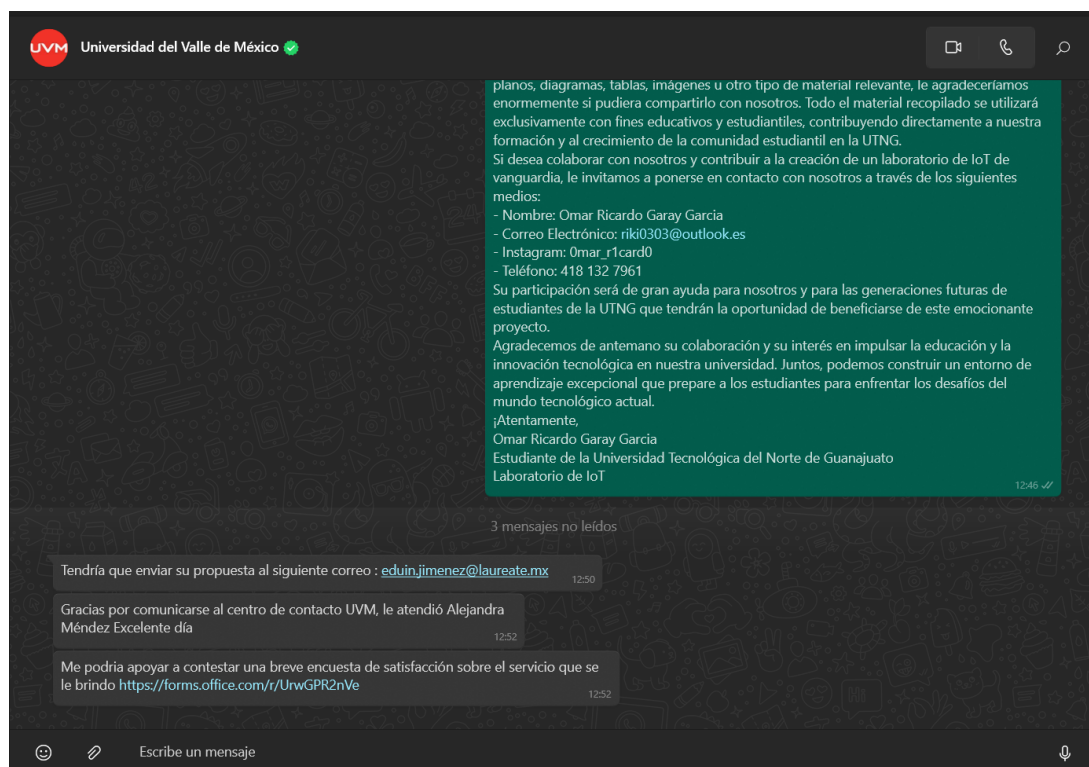 UVM Universidad del Valle de México
planos, diagramas, tablas, imágenes u otro tipo de material relevante, le agradeceríamos
enormemente si pudiera compartirlo con nosotros. Todo el material recopilado se utilizará
exclusivamente con fines educativos y estudiantiles, contribuyendo directamente a nuestra
formación y al crecimiento de la comunidad estudiantil en la UTNG.
Si desea colaborar con nosotros y contribuir a la creación de un laboratorio de IoT de
vanguardia, le invitamos a ponerse en contacto con nosotros a través de los siguientes
medios:
- Nombre: Omar Ricardo Garay Garcia
- Correo Electrónico: riki0303@outlook.es
- Instagram: 0mar_r1card0
- Teléfono: 418 132 7961
Su participación será de gran ayuda para nosotros y para las generaciones futuras de
estudiantes de la UTNG que tendrán la oportunidad de beneficiarse de este emocionante
proyecto.
Agradecemos de antemano su colaboración y su interés en impulsar la educación y la
innovación tecnológica en nuestra universidad. Juntos, podemos construir un entorno de
aprendizaje excepcional que prepare a los estudiantes para enfrentar los desafíos del
mundo tecnológico actual.
¡Atentamente,
Omar Ricardo Garay Garcia
Estudiante de la Universidad Tecnológica del Norte de Guanajuato
Laboratorio de IoT
12:46
3 mensajes no leídos
Tendría que enviar su propuesta al siguiente correo : eduin.jimenez@laureate.mx
12:50
Gracias por comunicarse al centro de contacto UVM, le atendió Alejandra
Méndez Excelente día
12:52
Me podria apoyar a contestar una breve encuesta de satisfacción sobre el servicio que se
le brindo https://forms.office.com/r/UrwGPR2nVe
12:52
Escribe un mensaje